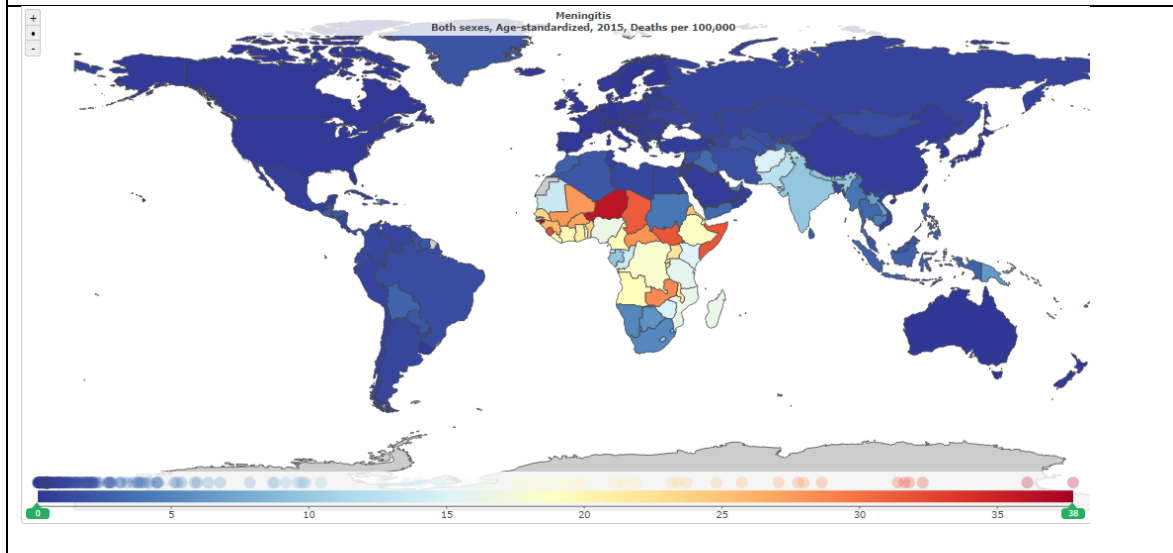 +
Meningitis
Both sexes, Age-standardized, 2015, Deaths per 100,000
-
0 5 10 15 20 25 30 35 38